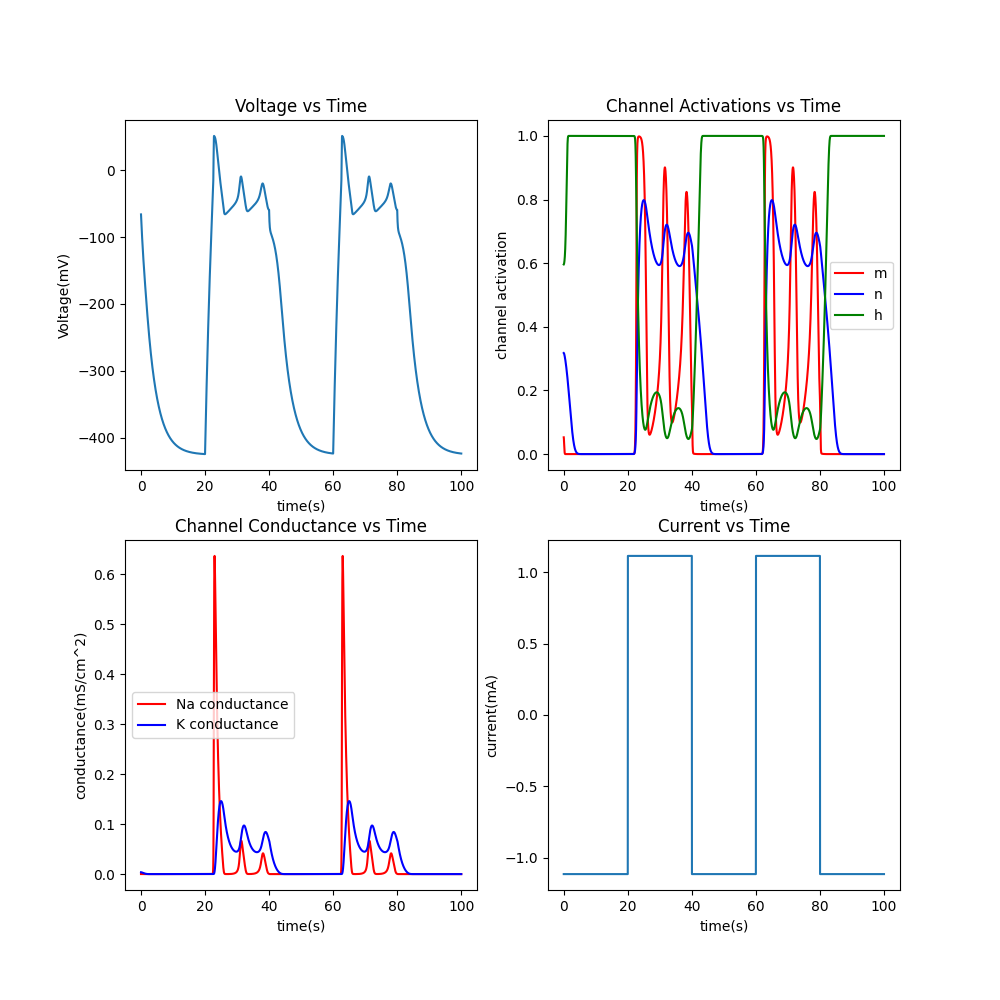 Voltage vs Time
Voltage(mV)
0
−100
−200
−300
−400
0 20 40 60 80 100
time(s)
Channel Activations vs Time
channel activation
1.0
0.8
0.6
0.4
0.2
0.0
m
n
h
0 20 40 60 80 100
time(s)
Channel Conductance vs Time
conductance(mS/cm^2)
0.6
0.5
0.4
0.3
0.2
0.1
0.0
Na conductance
K conductance
0 20 40 60 80 100
time(s)
Current vs Time
current(mA)
1.0
0.5
0.0
−0.5
−1.0
0 20 40 60 80 100
time(s)